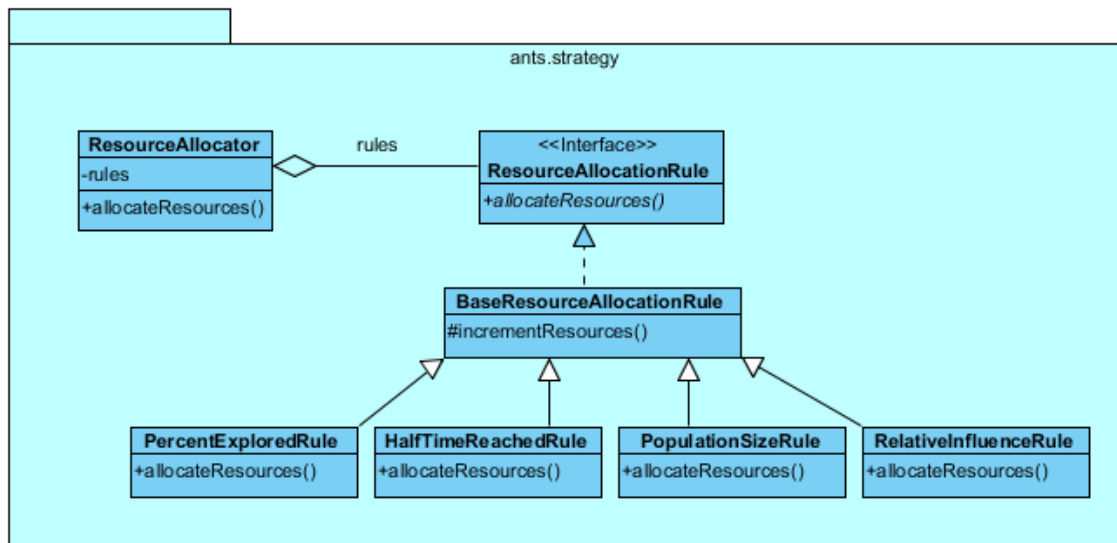 ants.strategy
ResourceAllocator
-rules
+allocateResources()
rules
<<Interface>>
ResourceAllocationRule
+allocateResources()
BaseResourceAllocationRule
#incrementResources()
PercentExploredRule
+allocateResources()
HalfTimeReachedRule
+allocateResources()
PopulationSizeRule
+allocateResources()
RelativeInfluenceRule
+allocateResources()